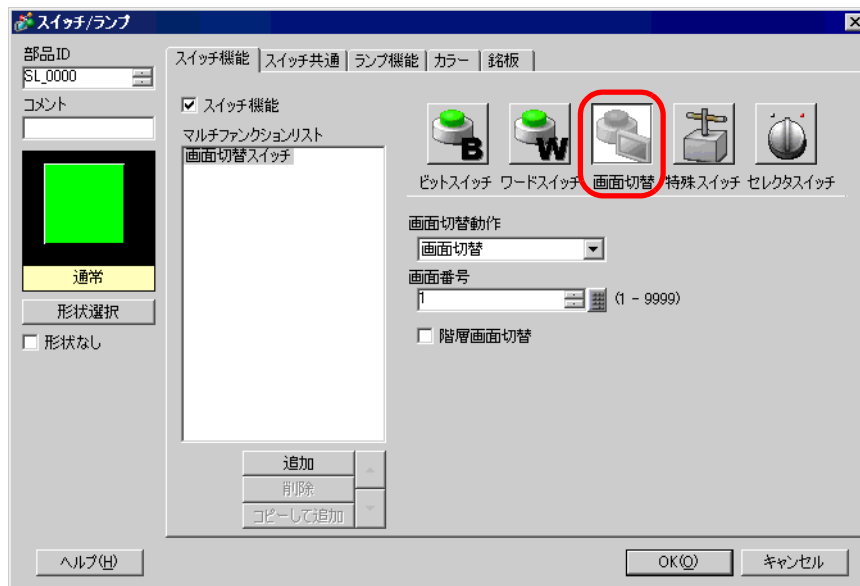 スイッチ/ランプ
部品ID
SL_0000
コメント
通常
形状選択
形状なし
スイッチ機能 スイッチ共通 ランプ機能 カラー 銘板
スイッチ機能
マルチファンクションリスト
画面切替スイッチ
追加
削除
コピーして追加
B W
ビットスイッチ ワードスイッチ 画面切替 特殊スイッチ セレクタスイッチ
画面切替動作
画面切替
画面番号
1 (1 - 9999)
階層画面切替
ヘルプ(H) OK(O) キャンセル